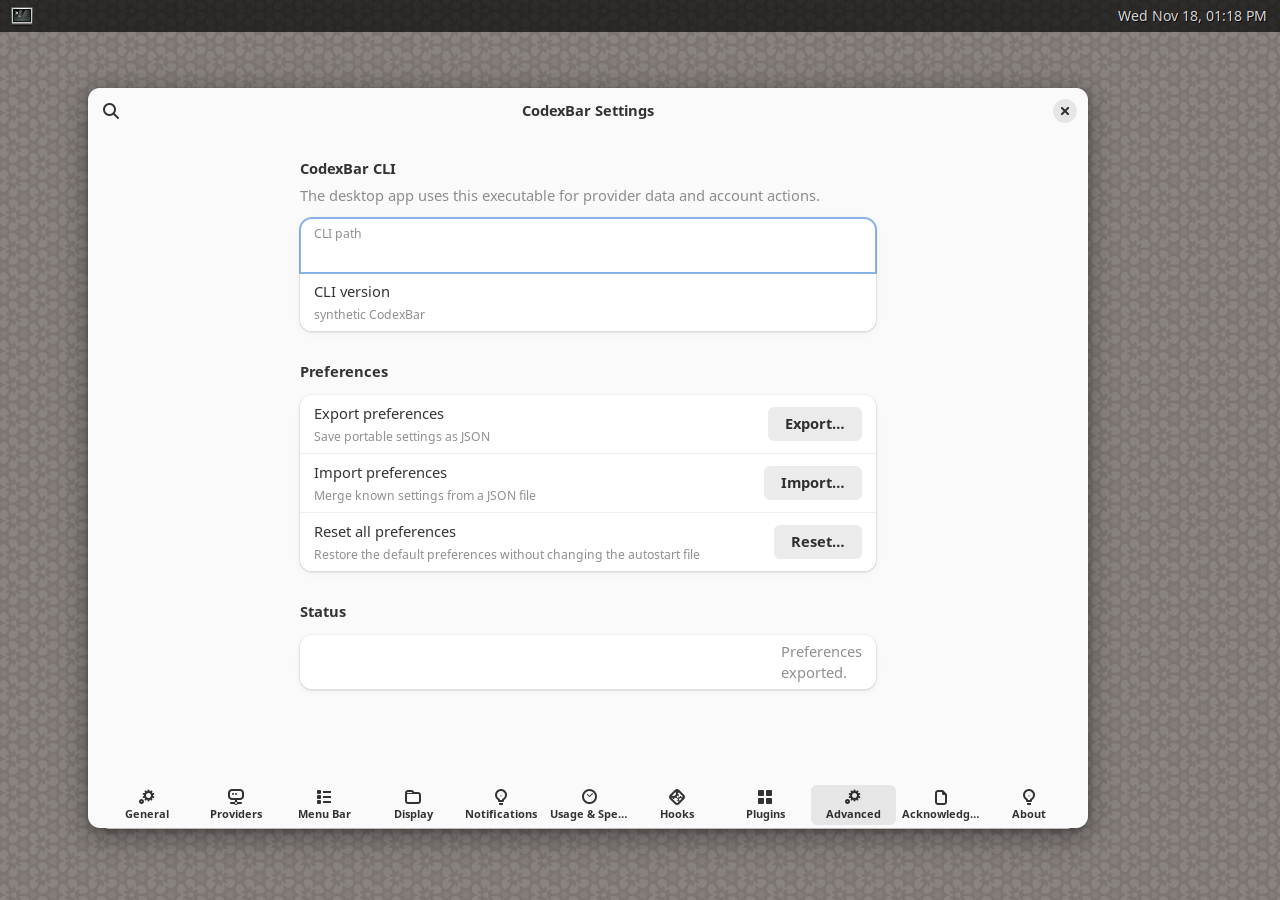 Wed Nov 18, 01:18 PM
CodexBar Settings
CodexBar CLI
The desktop app uses this executable for provider data and account actions.
CLI path
CLI version
synthetic CodexBar
Preferences
Export preferences
Save portable settings as JSON
Export...
Import preferences
Merge known settings from a JSON file
Import...
Reset all preferences
Restore the default preferences without changing the autostart file
Reset...
Status
Preferences
exported.
General
Providers
Menu Bar
Display
Notifications
Usage & Spe...
Hooks
Plugins
Advanced
Acknowledg...
About